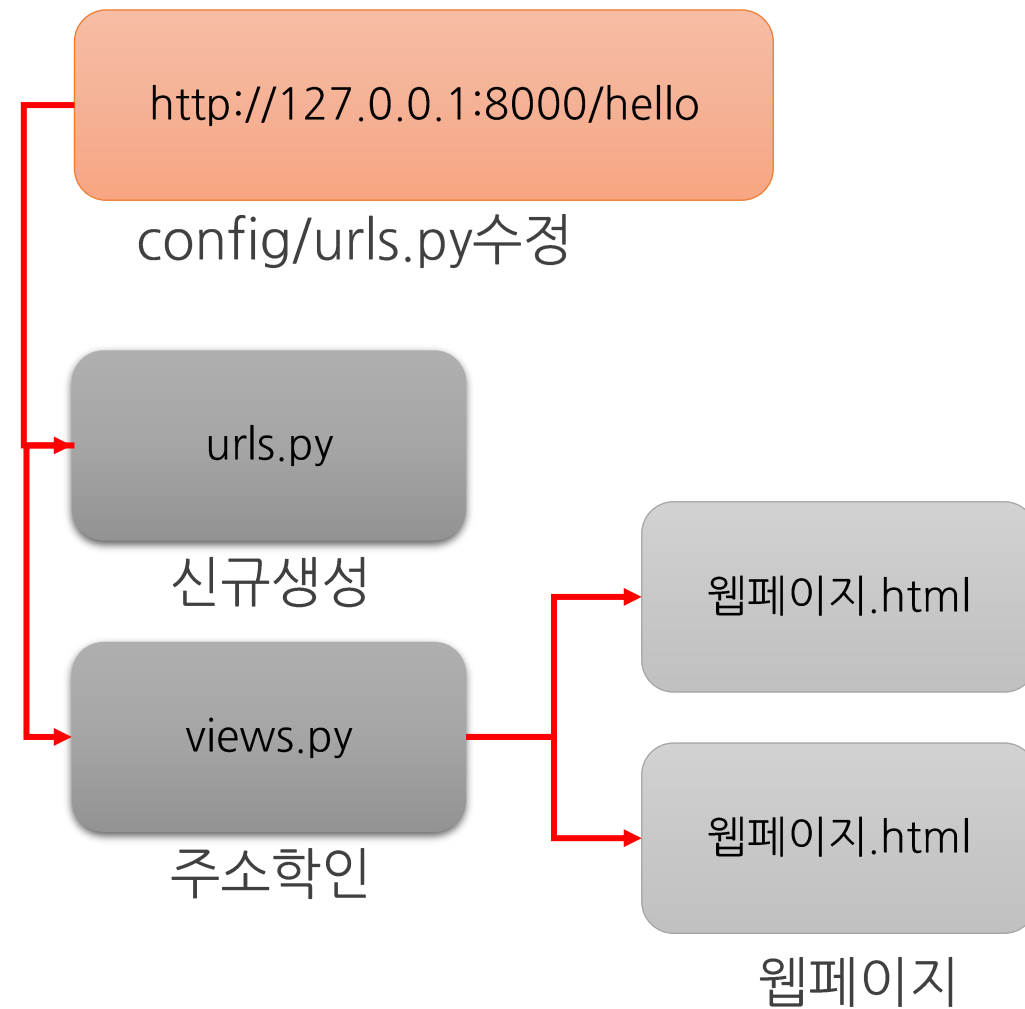 http://127.0.0.1:8000/hello
config/urls.py수정
urls.py
신규생성
views.py
주소학인
웹페이지.html
웹페이지.html
웹페이지